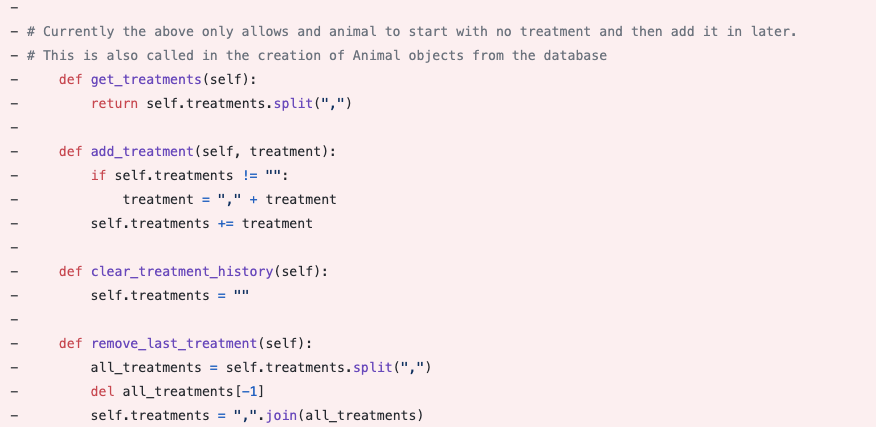 -
- # Currently the above only allows and animal to start with no treatment and then add it in later.
- # This is also called in the creation of Animal objects from the database
-     def get_treatments(self):
-         return self.treatments.split(",")
-
-     def add_treatment(self, treatment):
-         if self.treatments != "":
-             treatment = "," + treatment
-         self.treatments += treatment
-
-     def clear_treatment_history(self):
-         self.treatments = ""
-
-     def remove_last_treatment(self):
-         all_treatments = self.treatments.split(",")
-         del all_treatments[-1]
-         self.treatments = ",".join(all_treatments)